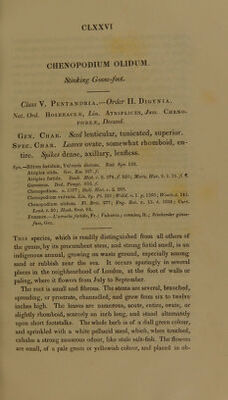 CLXXVI
CHENOPODIUM OLIDUM.
Stinking Goose-foot.
Class V. PENTANDRIA.—Order II. DIGYNIA.
Nat. Ord. HOLERACEÆ, Lin. ATRIPLICES, Jus. CHENOPODEÆ, Decand.
GEN. CHAR. Seed lenticular, tunicated, superior.
SPEC. CHAR. Leaves ovate, somewhat rhomboid, entire. Spikes dense, axillary, leafless.
This species, which is readily distinguished from all others of
the genus, by its procumbent stem, and strong fœtid smell, is an
indigenous annual, growing on waste ground, especially among
sand or rubbish near the sea. It occurs sparingly in several
places in the neighbourhood of London, at the foot of walls or
paling, where it flowers from July to September.
The root is small and fibrous. The stems are several, branched,
spreading, or prostrate, channelled, and grow from six to twelve
inches high. The leaves are numerous, acute, entire, ovate, or
slightly rhomboid, scarcely an inch long, and stand alternately
upon short footstalks. The whole herb is of a dull green colour,
and sprinkled with a white pellucid meal, which, when touched,
exhales a strong nauseous odour, like stale salt-fish. The flowers
are small, of a pale green or yellowish colour, and placed in